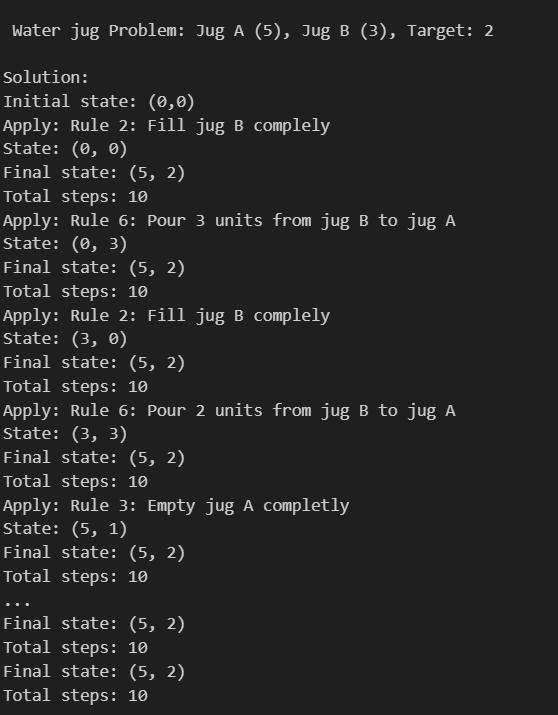 Water jug Problem: Jug A (5), Jug B (3), Target: 2
Solution:
Initial state: (0,0)
Apply: Rule 2: Fill jug B complely
State: (0, 0)
Final state: (5, 2)
Total steps: 10
Apply: Rule 6: Pour 3 units from jug B to jug A
State: (0, 3)
Final state: (5, 2)
Total steps: 10
Apply: Rule 2: Fill jug B complely
State: (3, 0)
Final state: (5, 2)
Total steps: 10
Apply: Rule 6: Pour 2 units from jug B to jug A
State: (3, 3)
Final state: (5, 2)
Total steps: 10
Apply: Rule 3: Empty jug A completly
State: (5, 1)
Final state: (5, 2)
Total steps: 10
...
Final state: (5, 2)
Total steps: 10
Final state: (5, 2)
Total steps: 10